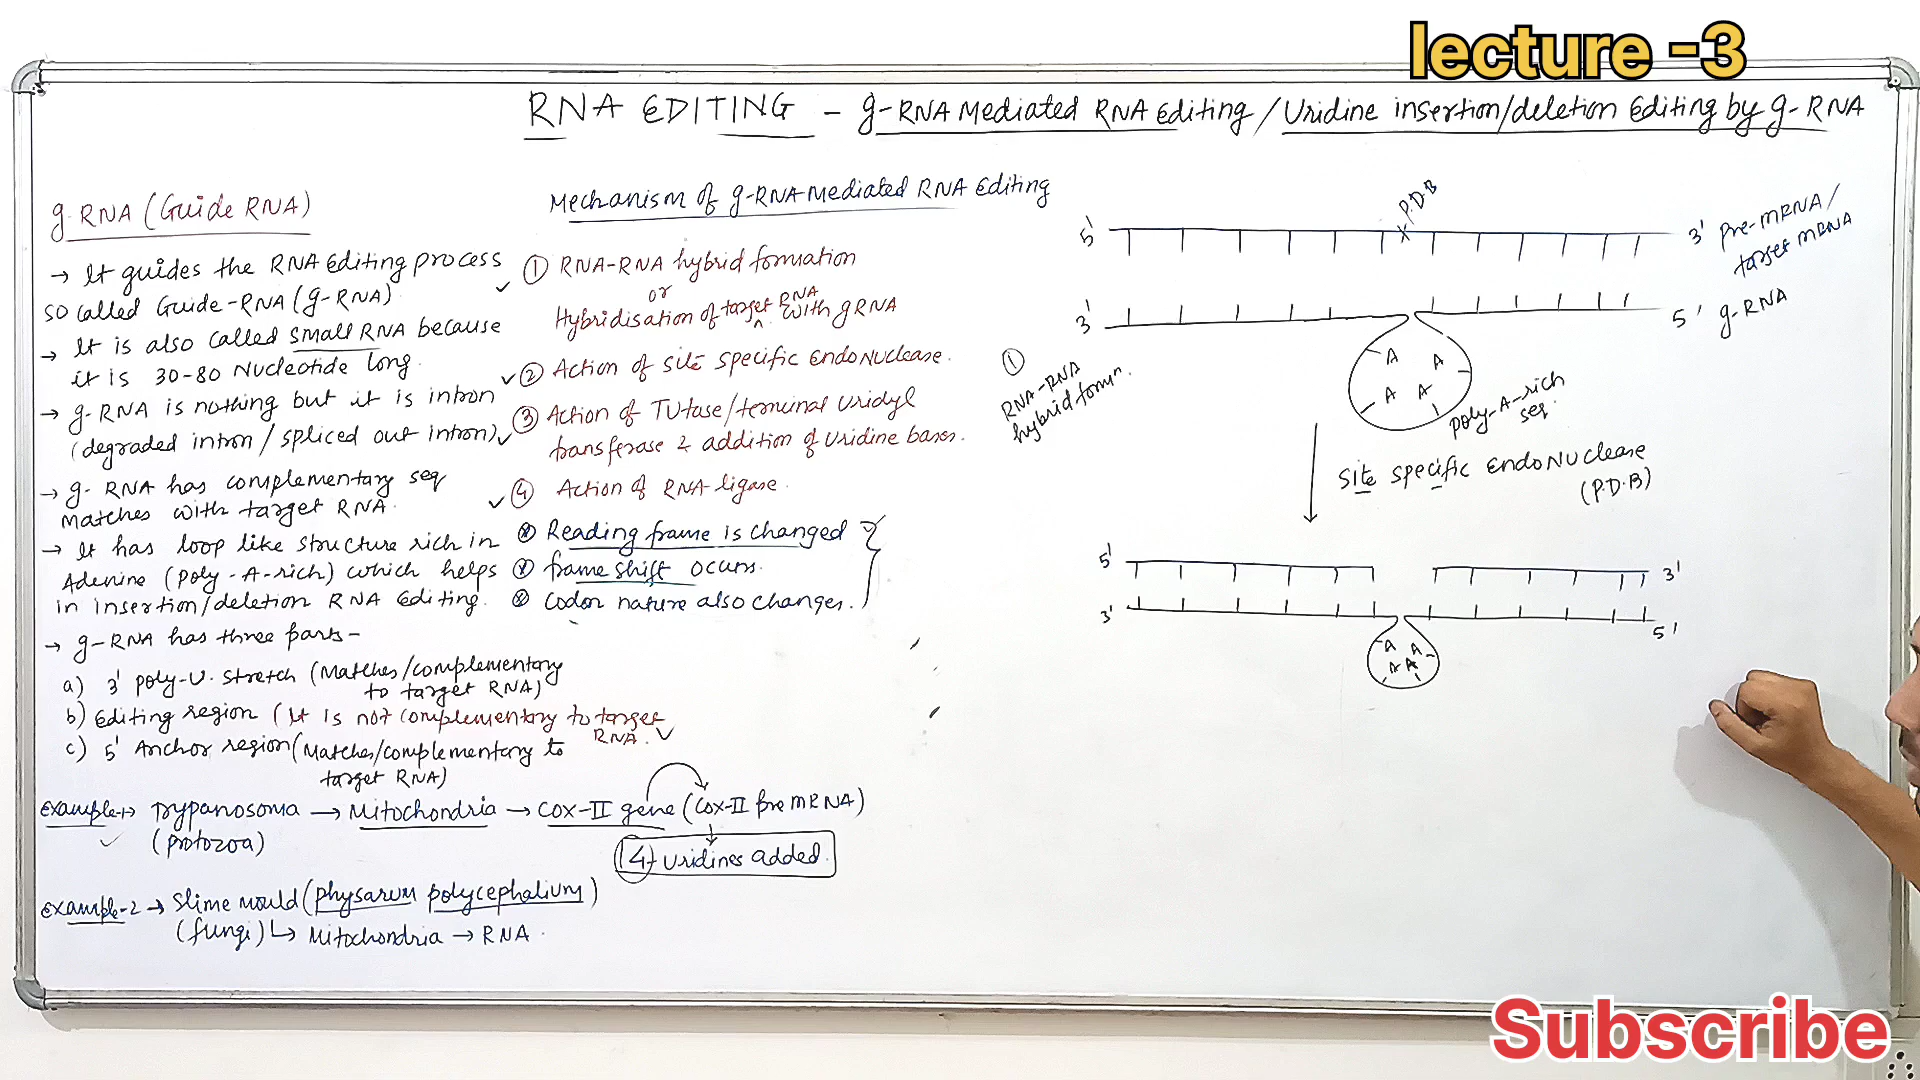 lecture -3
RNA EDITING - g-RNA Mediated RNA Editing / Uridine insertion/deletion Editing by g-RNA
g-RNA (Guide RNA)
→ It guides the RNA Editing process
so called Guide-RNA (g-RNA)
→ It is also called small RNA because
it is 30-80 Nucleotide long.
→ g-RNA is nothing but it is intron
(degraded intron / spliced out intron)
→ g-RNA has complementary seq
matches with target RNA.
→ It has loop like structure rich in
Adenine (poly-A-rich) which helps
in insertion/deletion RNA Editing.
→ g-RNA has three parts-
a) 3' poly-U stretch (Matches/complementary
to target RNA)
b) Editing region (It is not complementary to target
RNA.
c) 5' Anchor region (Matches/complementary to
target RNA)
Example-1→ Trypanosoma → Mitochondria → COX-II gene (COX-II pre mRNA)
(protozoa)
4 Uridines added.
Example-2 → Slime mould (physarum polycephalium)
(fungi) ↳ Mitochondria → RNA.
Mechanism of g-RNA mediated RNA Editing
① RNA-RNA hybrid formation
or
Hybridisation of target RNA with gRNA
② Action of site specific endonuclease.
③ Action of TUtase/terminal uridyl
transferase & addition of Uridine bases.
④ Action of RNA ligase.
⊗ Reading frame is changed
⊗ frame shift occurs.
⊗ Codon nature also changes.
P.D.B
5' 3' Pre-mRNA/
target mRNA
3' 5' g-RNA
A A
A A
poly-A-rich
seq.
①
RNA-RNA
hybrid formn.
Site specific endonuclease
(P.D.B)
5' 3'
3' 5'
A A
A A
Subscribe